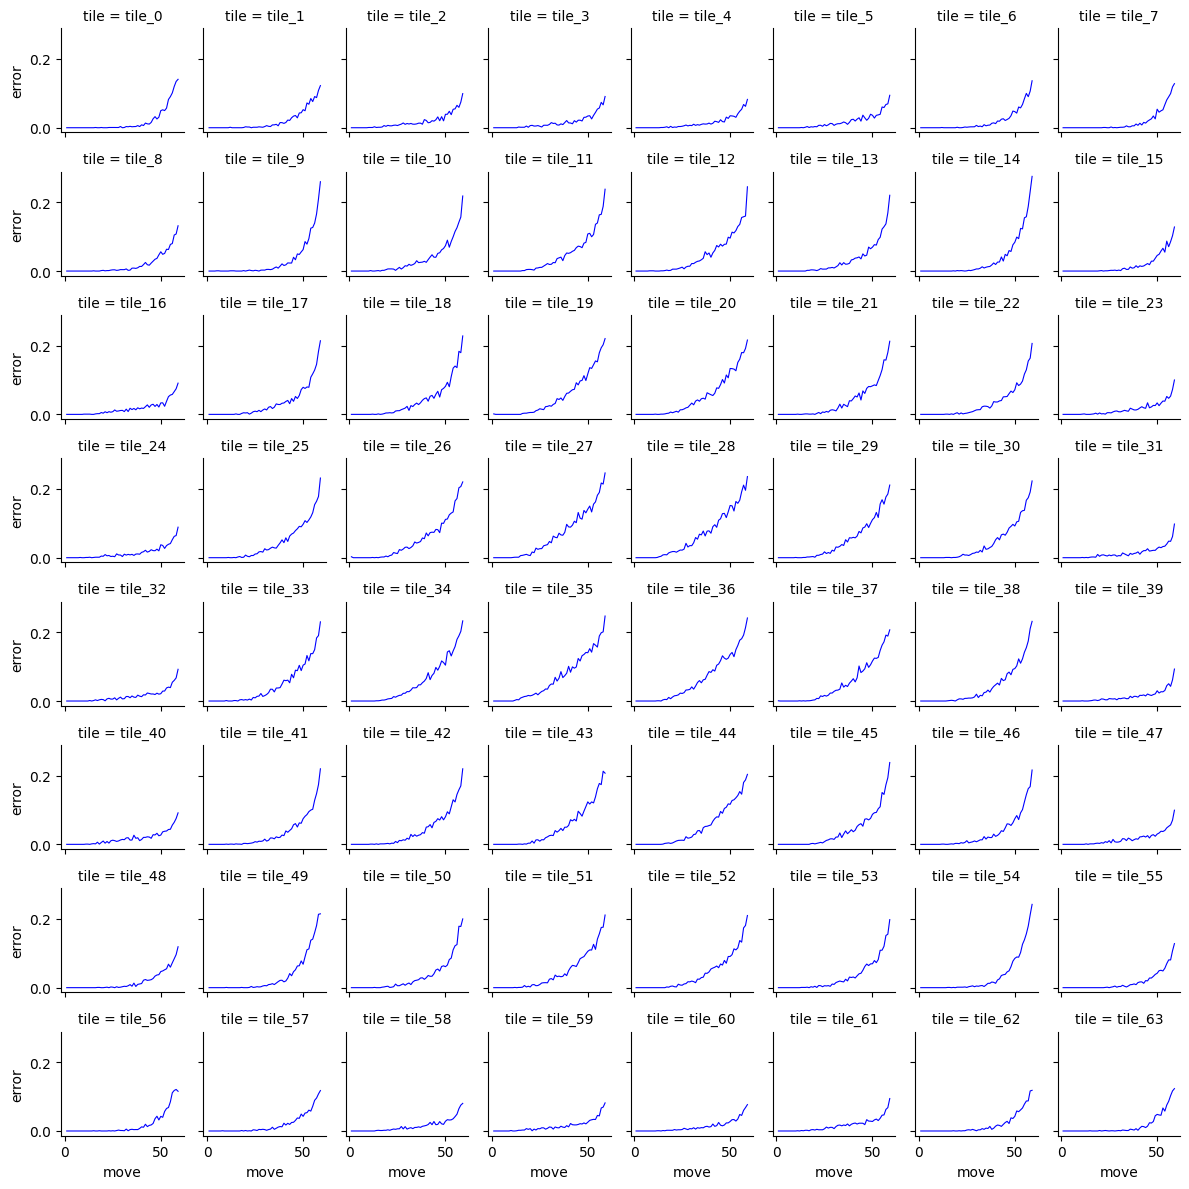 tile = tile_0 tile = tile_1 tile = tile_2 tile = tile_3 tile = tile_4 tile = tile_5 tile = tile_6 tile = tile_7
0.2
error
0.0
tile = tile_8 tile = tile_9 tile = tile_10 tile = tile_11 tile = tile_12 tile = tile_13 tile = tile_14 tile = tile_15
0.2
error
0.0
tile = tile_16 tile = tile_17 tile = tile_18 tile = tile_19 tile = tile_20 tile = tile_21 tile = tile_22 tile = tile_23
0.2
error
0.0
tile = tile_24 tile = tile_25 tile = tile_26 tile = tile_27 tile = tile_28 tile = tile_29 tile = tile_30 tile = tile_31
0.2
error
0.0
tile = tile_32 tile = tile_33 tile = tile_34 tile = tile_35 tile = tile_36 tile = tile_37 tile = tile_38 tile = tile_39
0.2
error
0.0
tile = tile_40 tile = tile_41 tile = tile_42 tile = tile_43 tile = tile_44 tile = tile_45 tile = tile_46 tile = tile_47
0.2
error
0.0
tile = tile_48 tile = tile_49 tile = tile_50 tile = tile_51 tile = tile_52 tile = tile_53 tile = tile_54 tile = tile_55
0.2
error
0.0
tile = tile_56 tile = tile_57 tile = tile_58 tile = tile_59 tile = tile_60 tile = tile_61 tile = tile_62 tile = tile_63
0.2
error
0.0
0 50 0 50 0 50 0 50 0 50 0 50 0 50 0 50
move move move move move move move move